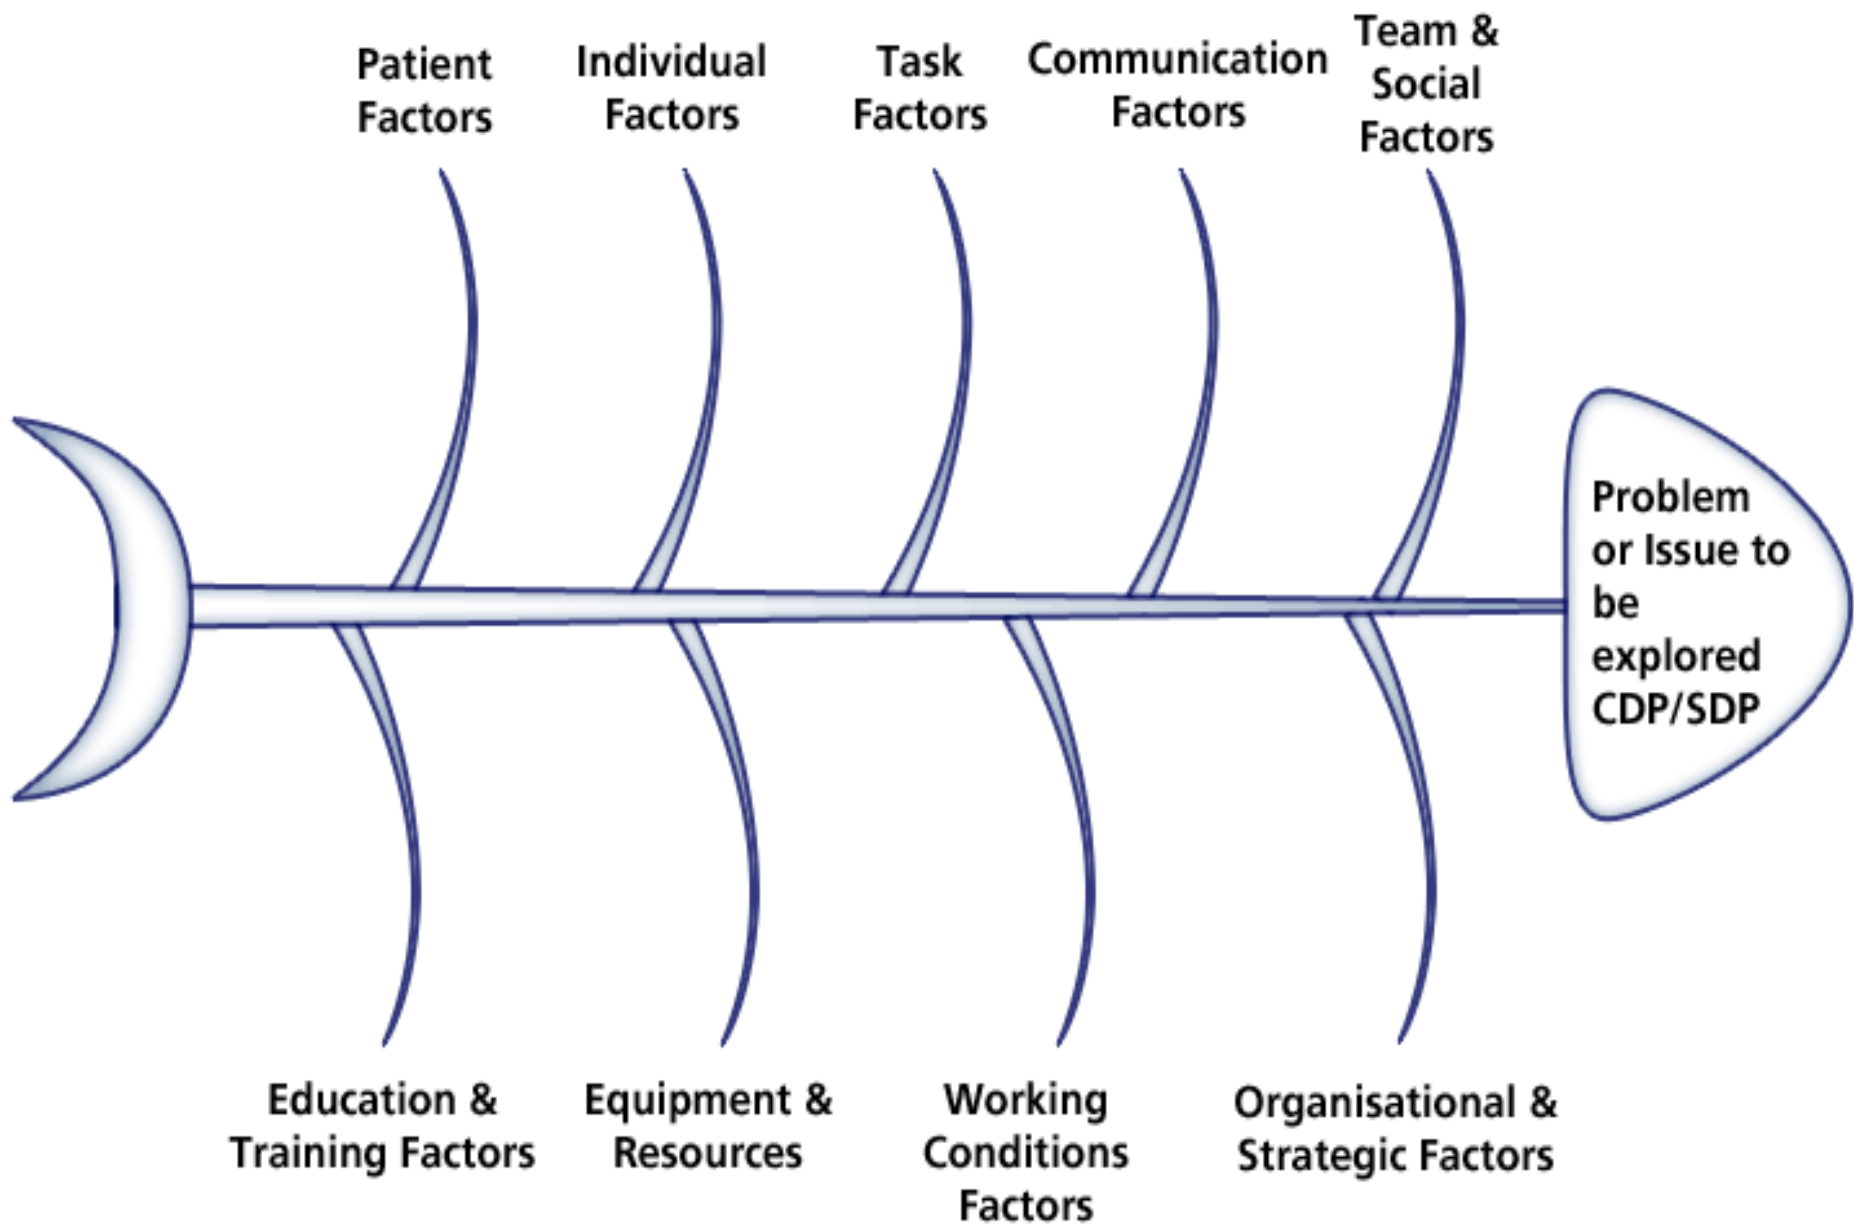 Patient
Factors
Individual
Factors
Task
Factors
Communication
Factors
Team &
Social
Factors
Problem
or Issue to
be
explored
CDP/SDP
Education &
Training Factors
Equipment &
Resources
Working
Conditions
Factors
Organisational &
Strategic Factors